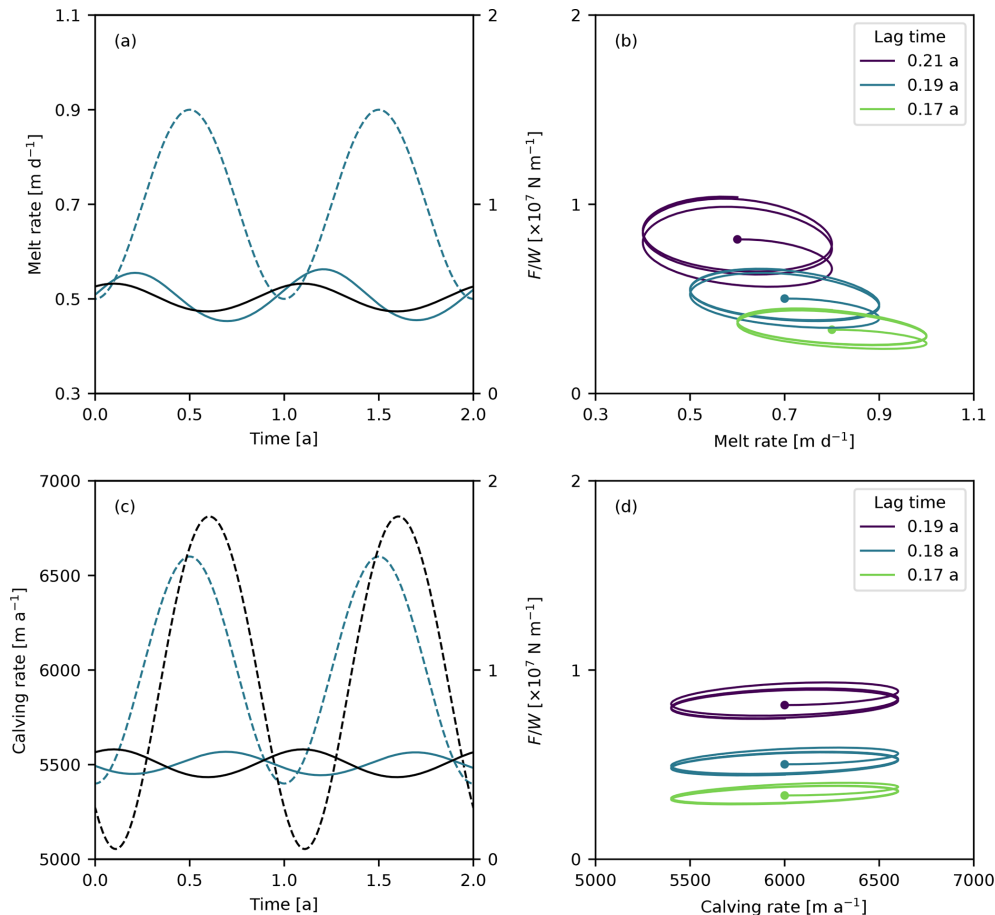 (a)
1.1
0.9
0.7
0.5
0.3
Melt rate [m d⁻¹]
2
1
0
0.0 0.5 1.0 1.5 2.0
Time [a]
(b)
Lag time
0.21 a
0.19 a
0.17 a
2
1
0
F/W [×10⁷ N m⁻¹]
0.3 0.5 0.7 0.9 1.1
Melt rate [m d⁻¹]
(c)
7000
6500
6000
5500
5000
Calving rate [m a⁻¹]
2
1
0
0.0 0.5 1.0 1.5 2.0
Time [a]
(d)
Lag time
0.19 a
0.18 a
0.17 a
2
1
0
F/W [×10⁷ N m⁻¹]
5000 5500 6000 6500 7000
Calving rate [m a⁻¹]